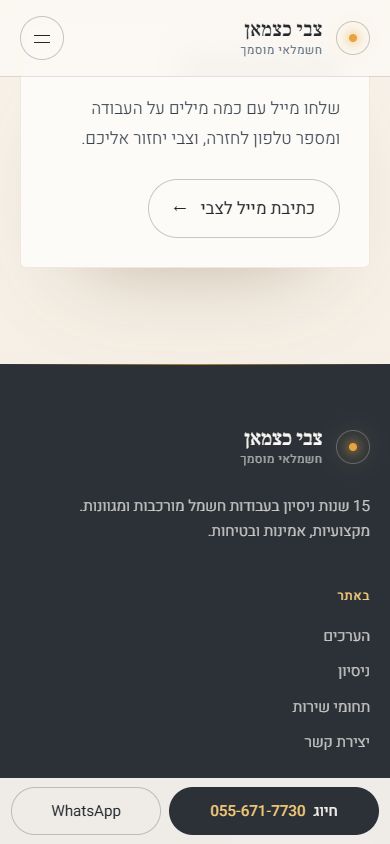 צבי כצמאן
חשמלאי מוסמך
שלחו מייל עם כמה מילים על העבודה
ומספר טלפון לחזרה, וצבי יחזור אליכם.
כתיבת מייל לצבי ←
צבי כצמאן
חשמלאי מוסמך
15 שנות ניסיון בעבודות חשמל מורכבות ומגוונות.
מקצועיות, אמינות ובטיחות.
באתר
הערכים
ניסיון
תחומי שירות
יצירת קשר
חיוג 055-671-7730
WhatsApp